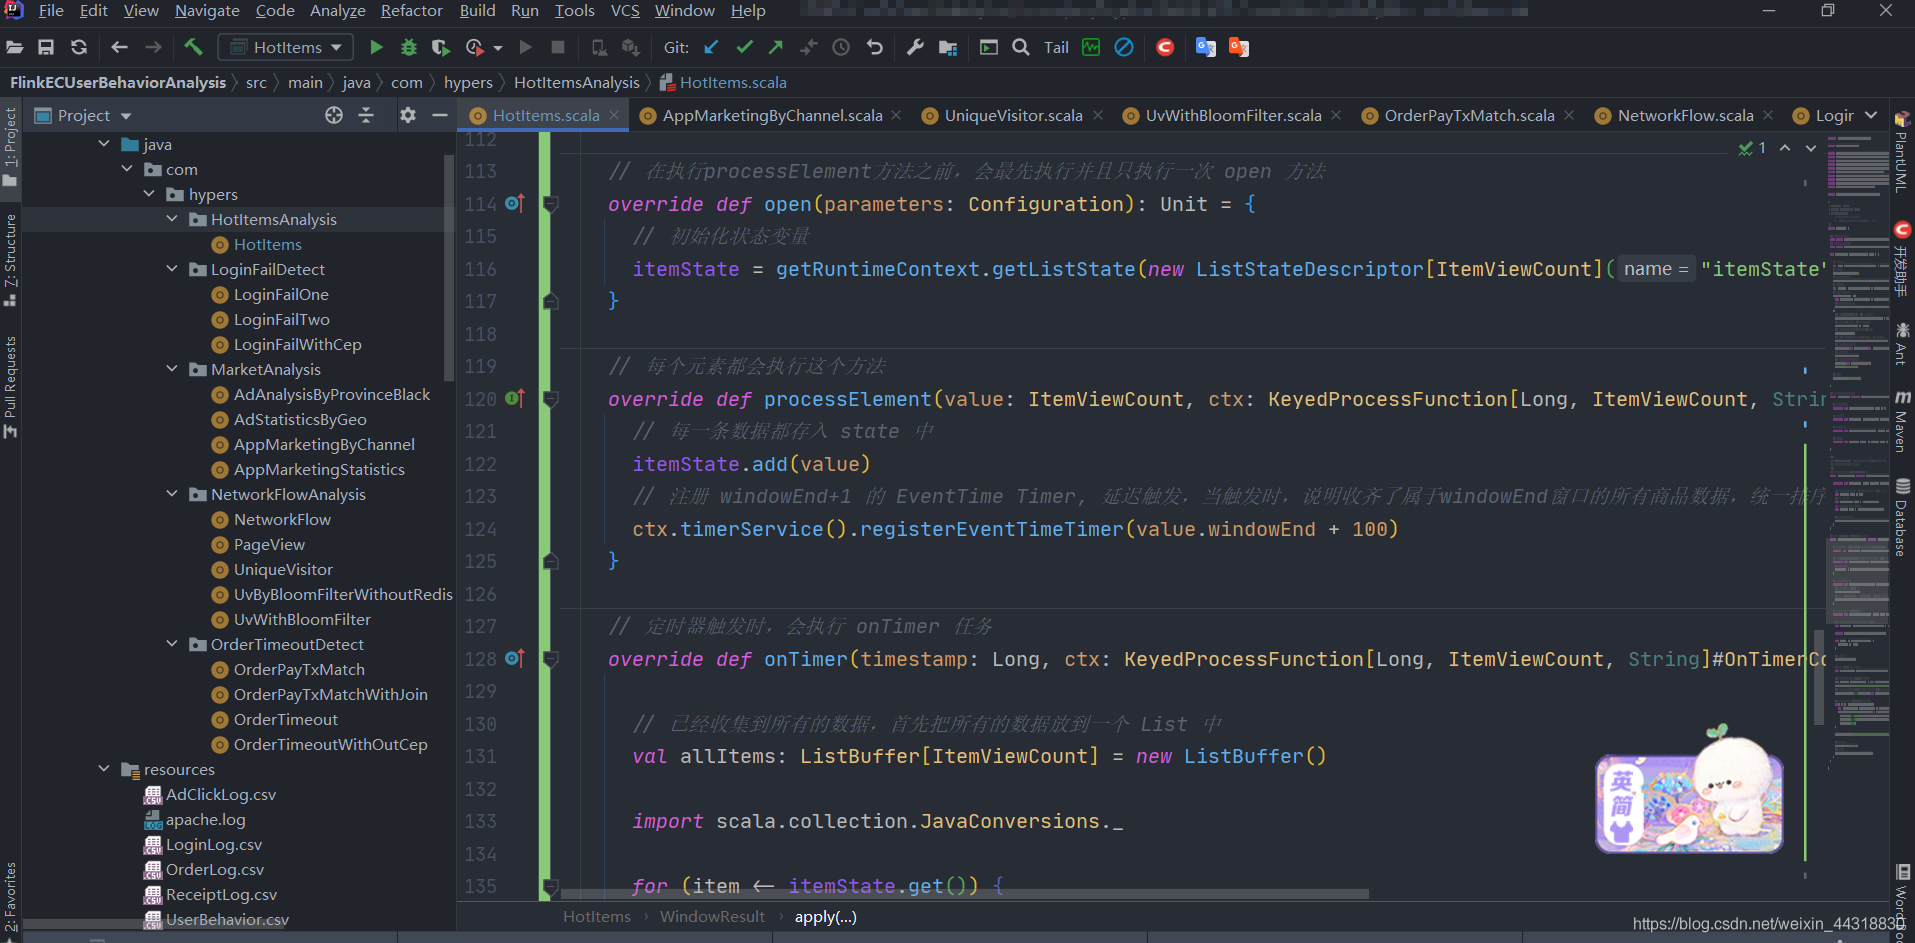 File Edit View Navigate Code Analyze Refactor Build Run Tools VCS Window Help
HotItems Git: Tail
FlinkECUserBehaviorAnalysis src main java com hypers HotItemsAnalysis HotItems.scala
Project
HotItems.scala AppMarketingByChannel.scala UniqueVisitor.scala UvWithBloomFilter.scala OrderPayTxMatch.scala NetworkFlow.scala Logir
1: Project
Z: Structure
Pull Requests
2: Favorites
java
com
hypers
HotItemsAnalysis
HotItems
LoginFailDetect
LoginFailOne
LoginFailTwo
LoginFailWithCep
MarketAnalysis
AdAnalysisByProvinceBlack
AdStatisticsByGeo
AppMarketingByChannel
AppMarketingStatistics
NetworkFlowAnalysis
NetworkFlow
PageView
UniqueVisitor
UvByBloomFilterWithoutRedis
UvWithBloomFilter
OrderTimeoutDetect
OrderPayTxMatch
OrderPayTxMatchWithJoin
OrderTimeout
OrderTimeoutWithOutCep
resources
AdClickLog.csv
apache.log
LoginLog.csv
OrderLog.csv
ReceiptLog.csv
UserBehavior.csv
1
112
113 // 在执行processElement方法之前，会最先执行并且只执行一次 open 方法
114 override def open(parameters: Configuration): Unit = {
115 // 初始化状态变量
116 itemState = getRuntimeContext.getListState(new ListStateDescriptor[ItemViewCount]( name = "itemState"
117 }
118
119 // 每个元素都会执行这个方法
120 override def processElement(value: ItemViewCount, ctx: KeyedProcessFunction[Long, ItemViewCount, Strin
121 // 每一条数据都存入 state 中
122 itemState.add(value)
123 // 注册 windowEnd+1 的 EventTime Timer, 延迟触发，当触发时，说明收齐了属于windowEnd窗口的所有商品数据，统一排序
124 ctx.timerService().registerEventTimeTimer(value.windowEnd + 100)
125 }
126
127 // 定时器触发时，会执行 onTimer 任务
128 override def onTimer(timestamp: Long, ctx: KeyedProcessFunction[Long, ItemViewCount, String]#OnTimerCo
129
130 // 已经收集到所有的数据，首先把所有的数据放到一个 List 中
131 val allItems: ListBuffer[ItemViewCount] = new ListBuffer()
132
133 import scala.collection.JavaConversions._
134
135 for (item <- itemState.get()) {
HotItems WindowResult apply(...)
PlantUML
开发助手
Ant
Maven
Database
英
简
https://blog.csdn.net/weixin_4431883